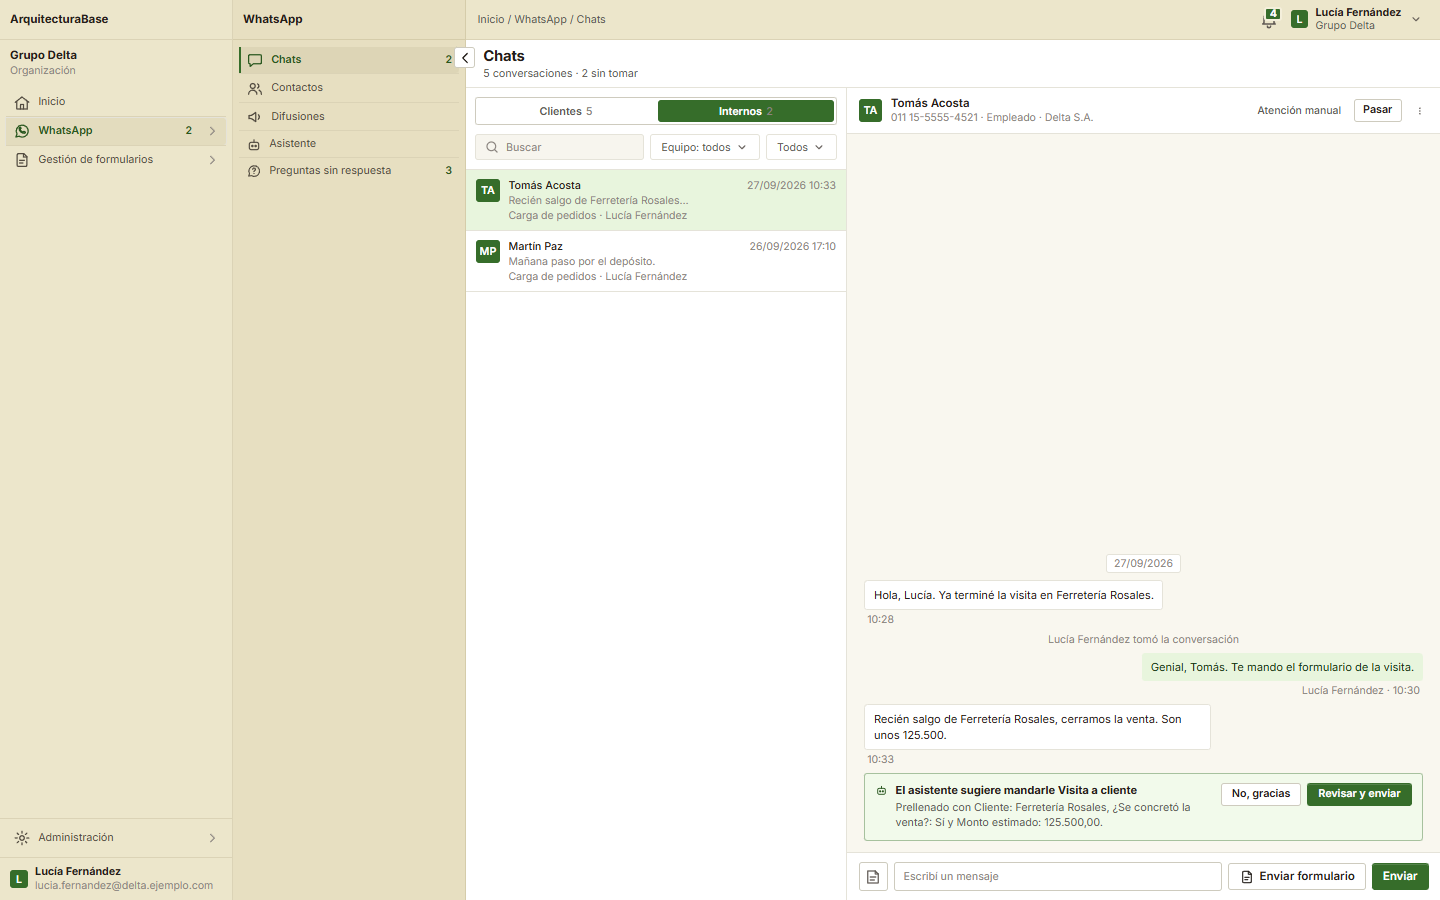 ArquitecturaBase
Grupo Delta
Organización
Inicio
WhatsApp 2
Gestión de formularios
Administración
L
Lucía Fernández
lucia.fernandez@delta.ejemplo.com
WhatsApp
Chats 2
Contactos
Difusiones
Asistente
Preguntas sin respuesta 3
Inicio / WhatsApp / Chats
4
L
Lucía Fernández
Grupo Delta
Chats
5 conversaciones · 2 sin tomar
Clientes 5
Internos 2
Buscar
Equipo: todos
Todos
TA
Tomás Acosta 27/09/2026 10:33
Recién salgo de Ferretería Rosales...
Carga de pedidos · Lucía Fernández
MP
Martín Paz 26/09/2026 17:10
Mañana paso por el depósito.
Carga de pedidos · Lucía Fernández
TA
Tomás Acosta
011 15-5555-4521 · Empleado · Delta S.A.
Atención manual
Pasar
27/09/2026
Hola, Lucía. Ya terminé la visita en Ferretería Rosales.
10:28
Lucía Fernández tomó la conversación
Genial, Tomás. Te mando el formulario de la visita.
Lucía Fernández · 10:30
Recién salgo de Ferretería Rosales, cerramos la venta. Son
unos 125.500.
10:33
El asistente sugiere mandarle Visita a cliente
Prellenado con Cliente: Ferretería Rosales, ¿Se concretó la
venta?: Sí y Monto estimado: 125.500,00.
No, gracias
Revisar y enviar
Escribí un mensaje
Enviar formulario
Enviar